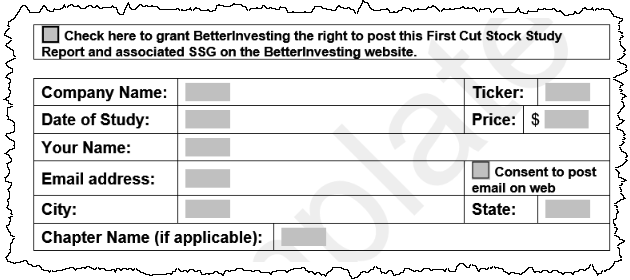 Check here to grant BetterInvesting the right to post this First Cut Stock Study
Report and associated SSG on the BetterInvesting website.
Company Name: Ticker:
Date of Study: Price: $
Your Name:
Email address: Consent to post
email on web
City: State:
Chapter Name (if applicable):